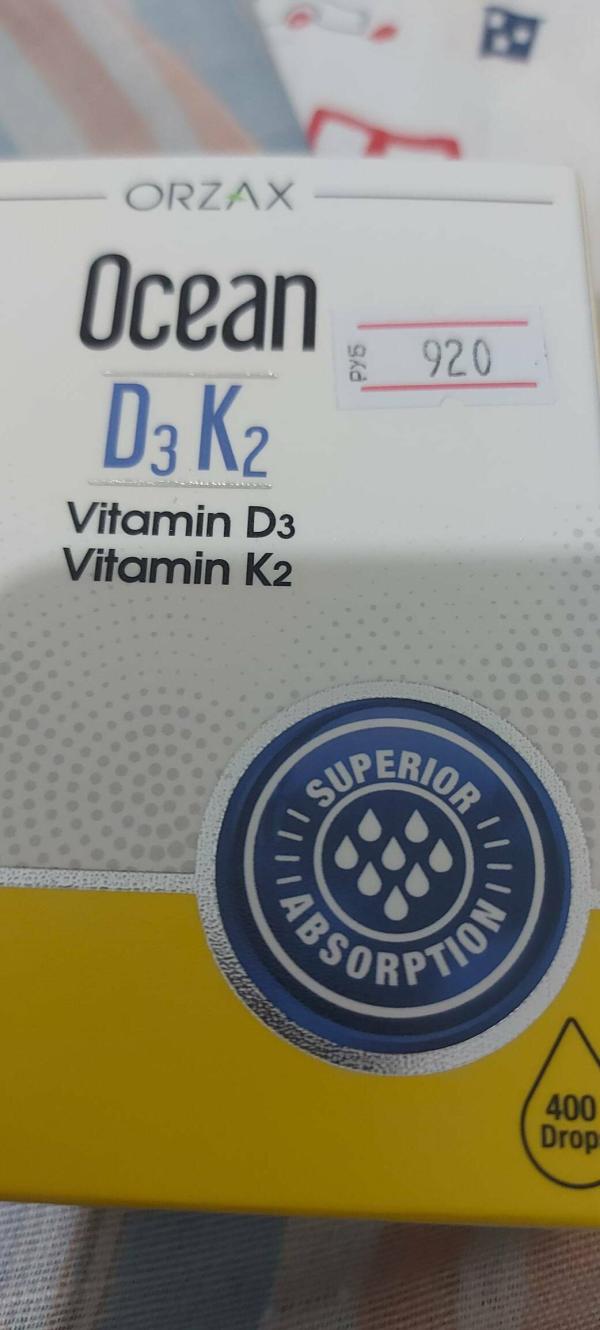 ORZAX
Ocean
РУБ 920
D3 K2
Vitamin D3
Vitamin K2
SUPERIOR
ABSORPTION
400
Drop